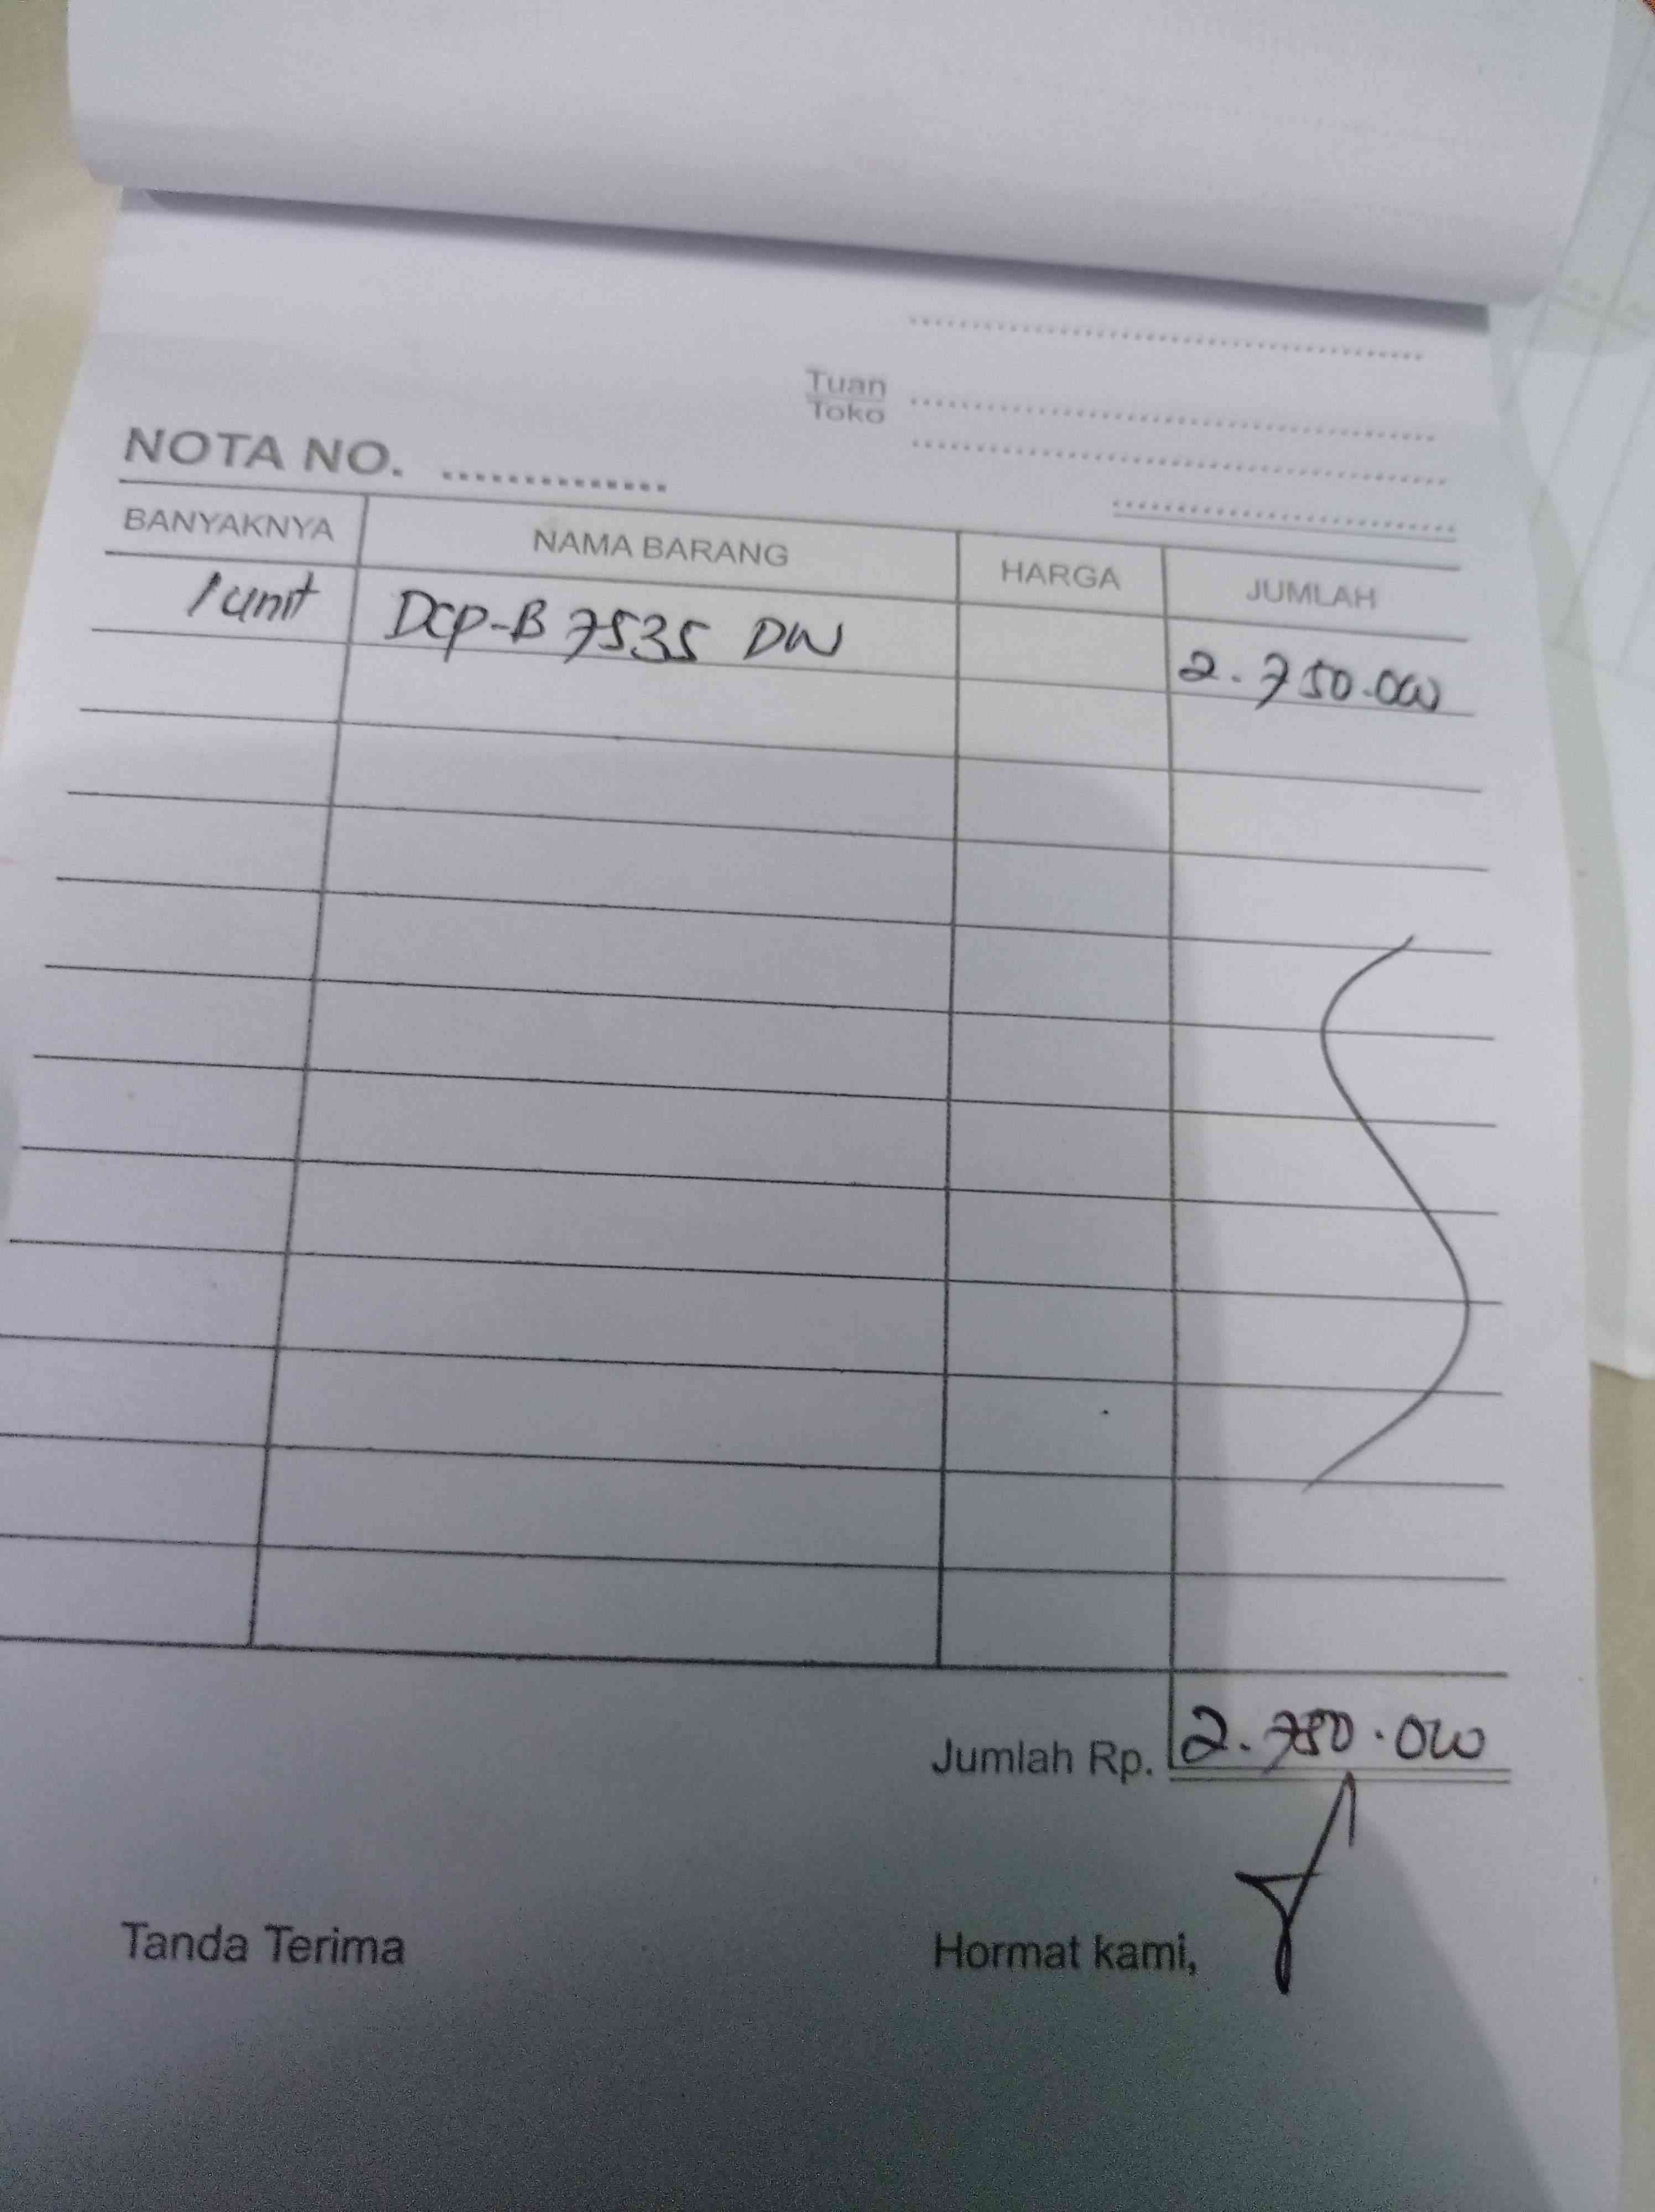 Tuan
Toko
NOTA NO. ..............
BANYAKNYA NAMA BARANG HARGA JUMLAH
1 unit DCP-B 7535 DW 2.750.000
Jumlah Rp. 2.750.000
Tanda Terima Hormat kami,